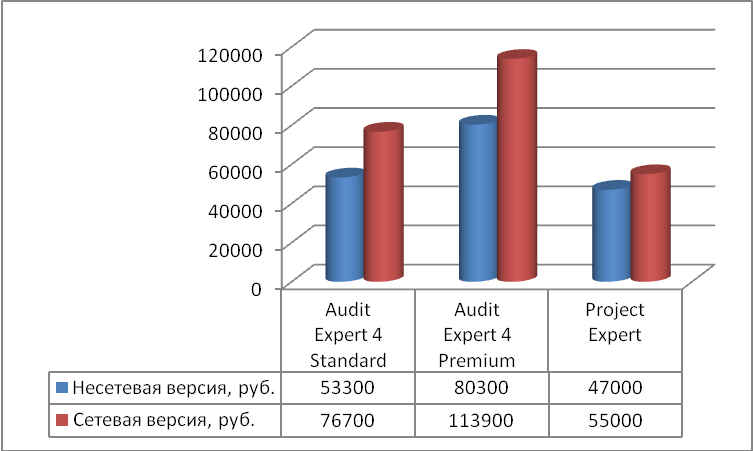 120000
100000
80000
60000
40000
20000
0
Audit Expert 4 Standard
Audit Expert 4 Premium
Project Expert
Несетевая версия, руб. 53300 80300 47000
Сетевая версия, руб. 76700 113900 55000